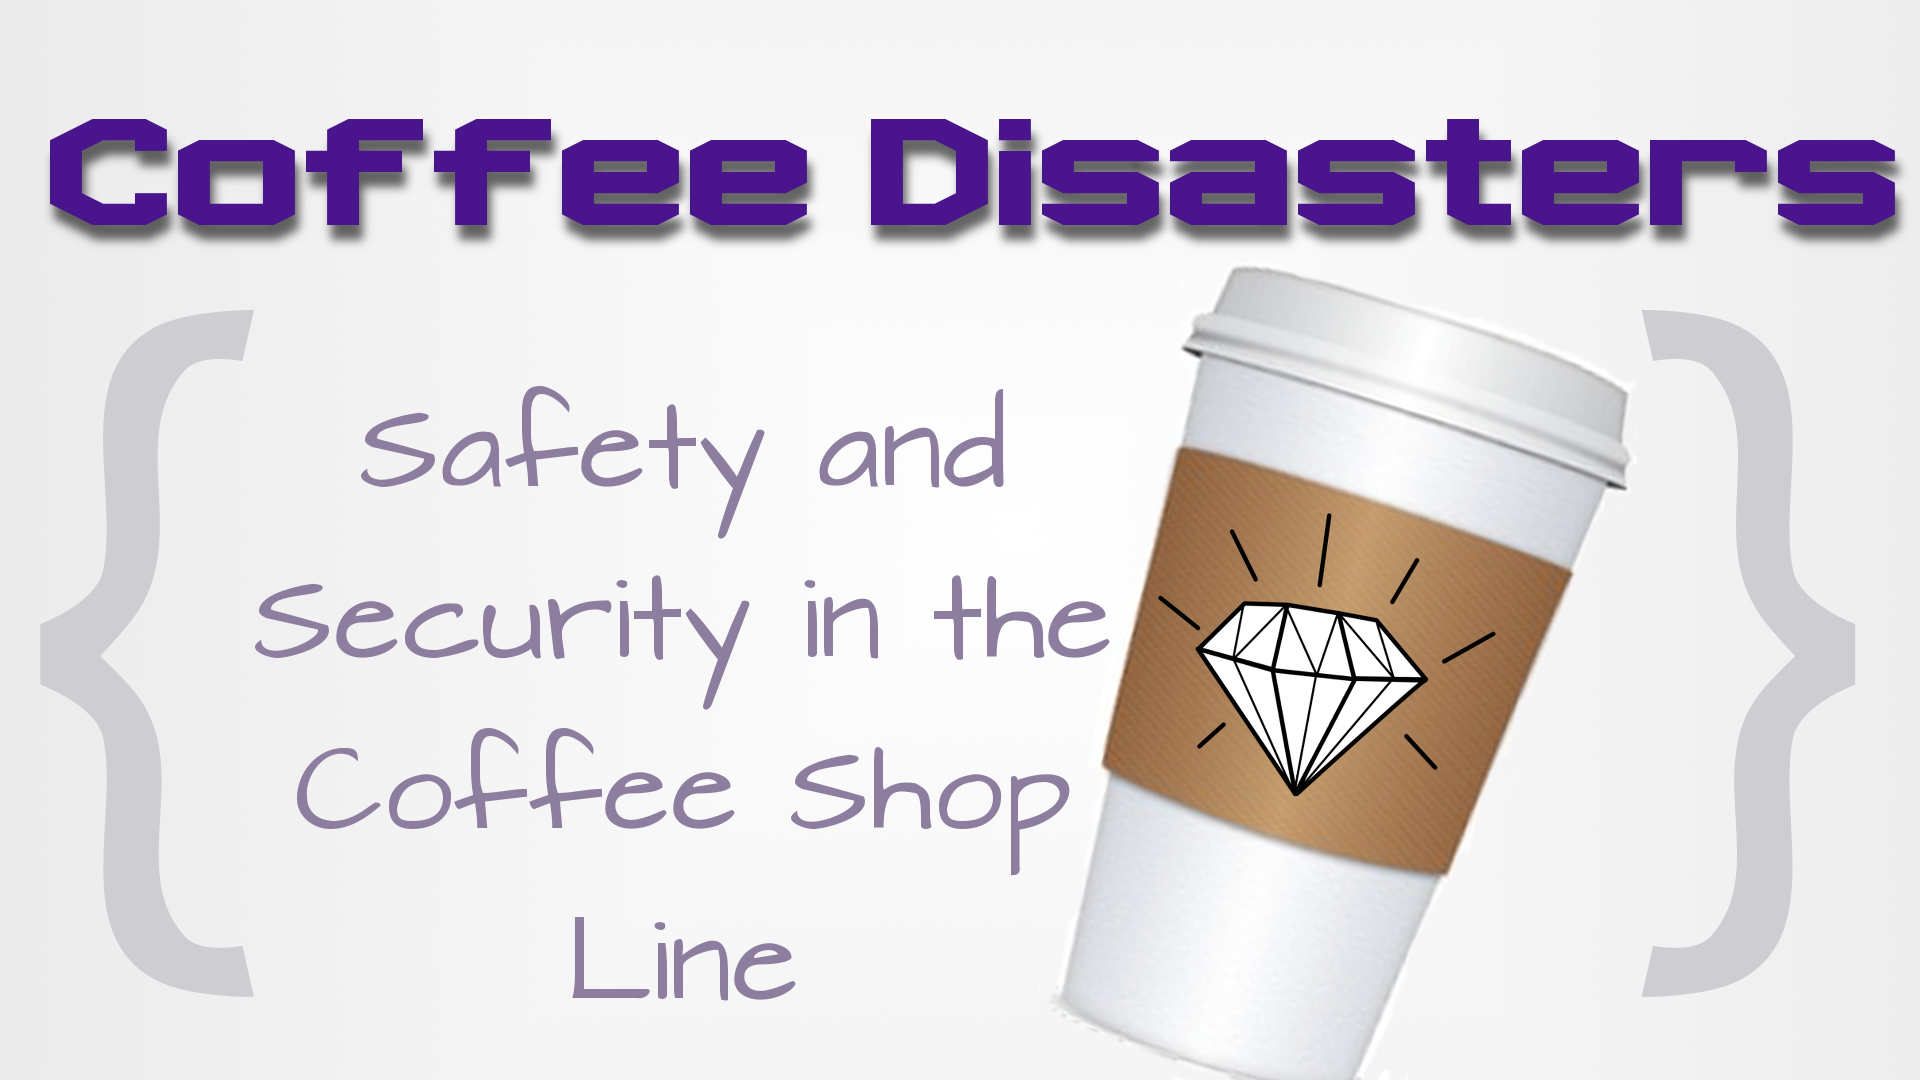 Coffee Disasters
Safety and
Security in the
Coffee Shop
Line